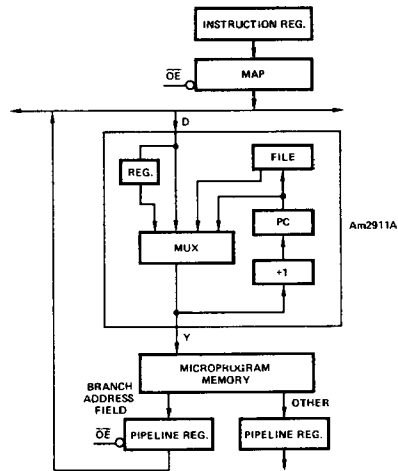 INSTRUCTION REG.
OE
MAP
D
FILE
REG.
PC
Am2911A
MUX
+1
Y
MICROPROGRAM
MEMORY
BRANCH
ADDRESS
FIELD
OTHER
OE
PIPELINE REG.
PIPELINE REG.